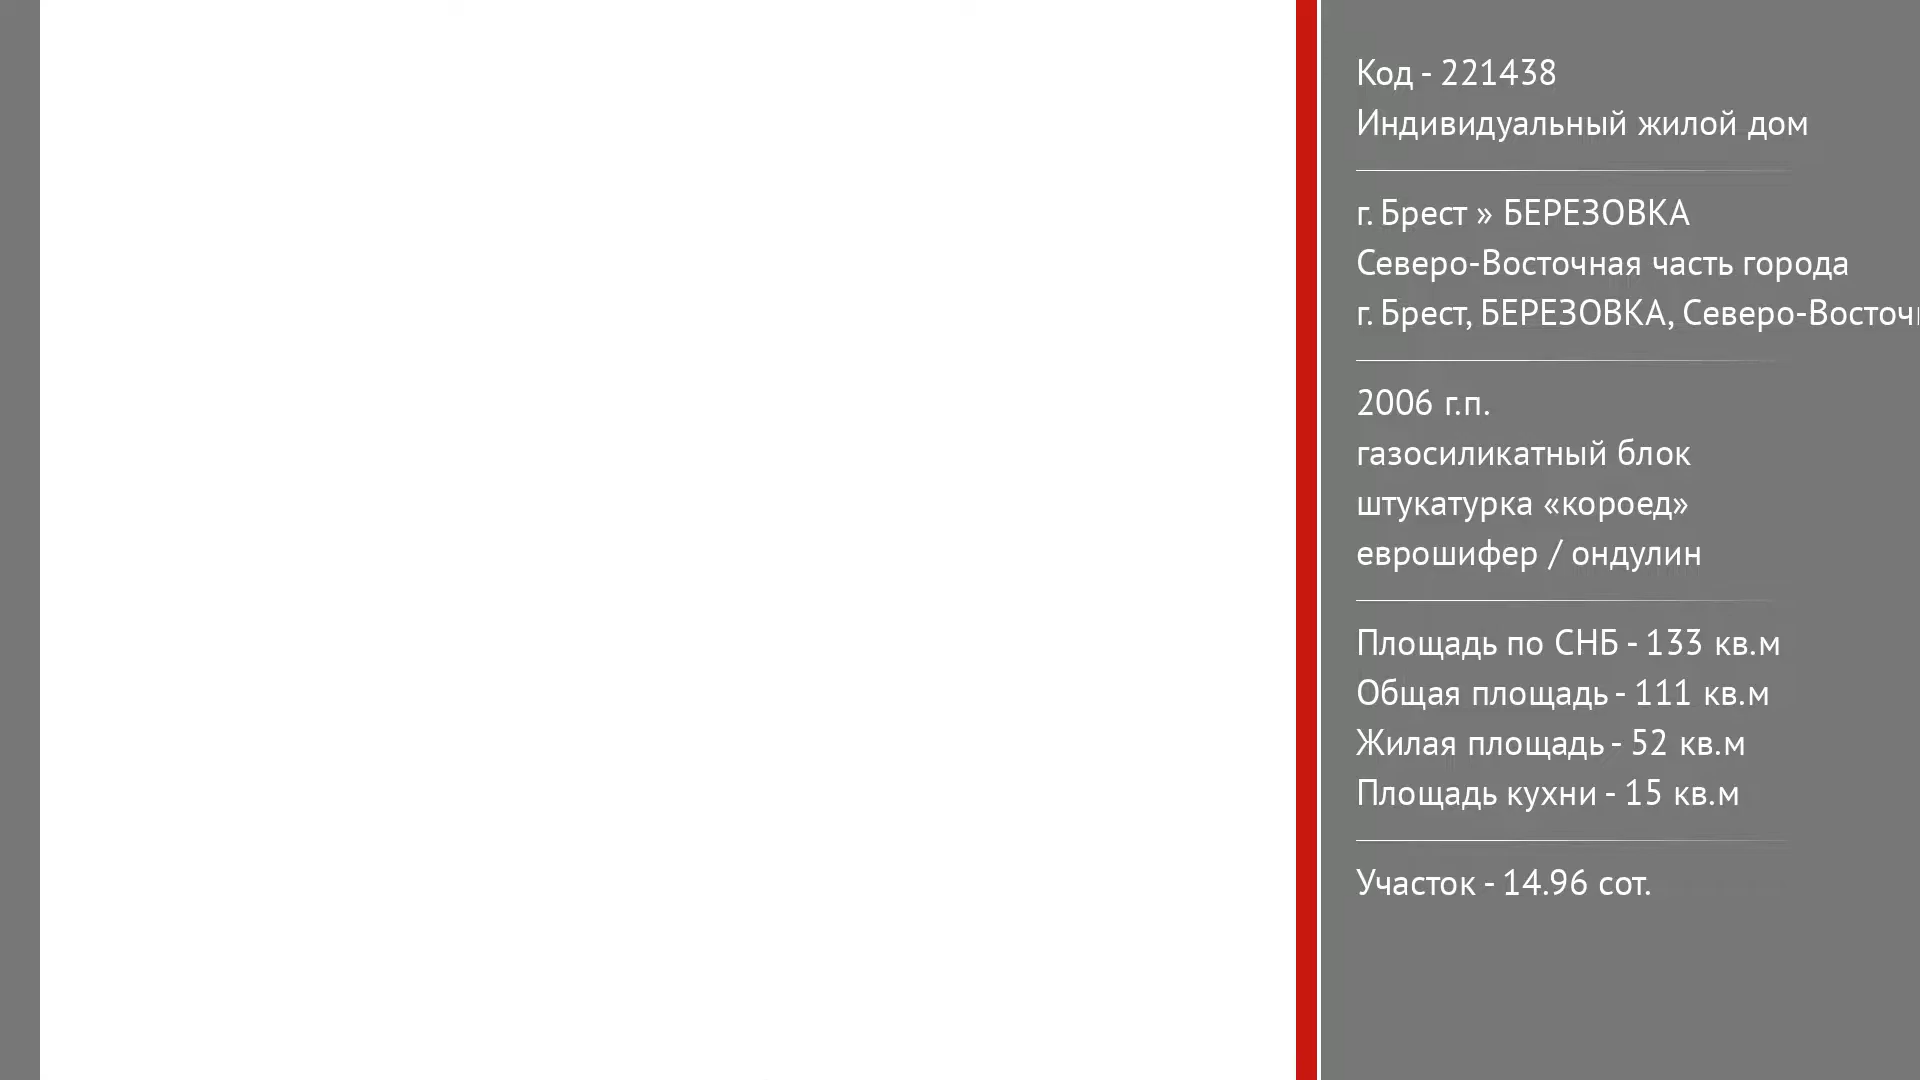 Код - 221438
Индивидуальный жилой дом
г. Брест » БЕРЕЗОВКА
Северо-Восточная часть города
г. Брест, БЕРЕЗОВКА,
2006 г.п.
газосиликатный блок
штукатурка «короед»
еврошифер / ондулин
Площадь по СНБ - 133 кв.м
Общая площадь - 111 кв.м
Жилая площадь - 52 кв.м
Площадь кухни - 15 кв.м
Участок - 14.96 сот.